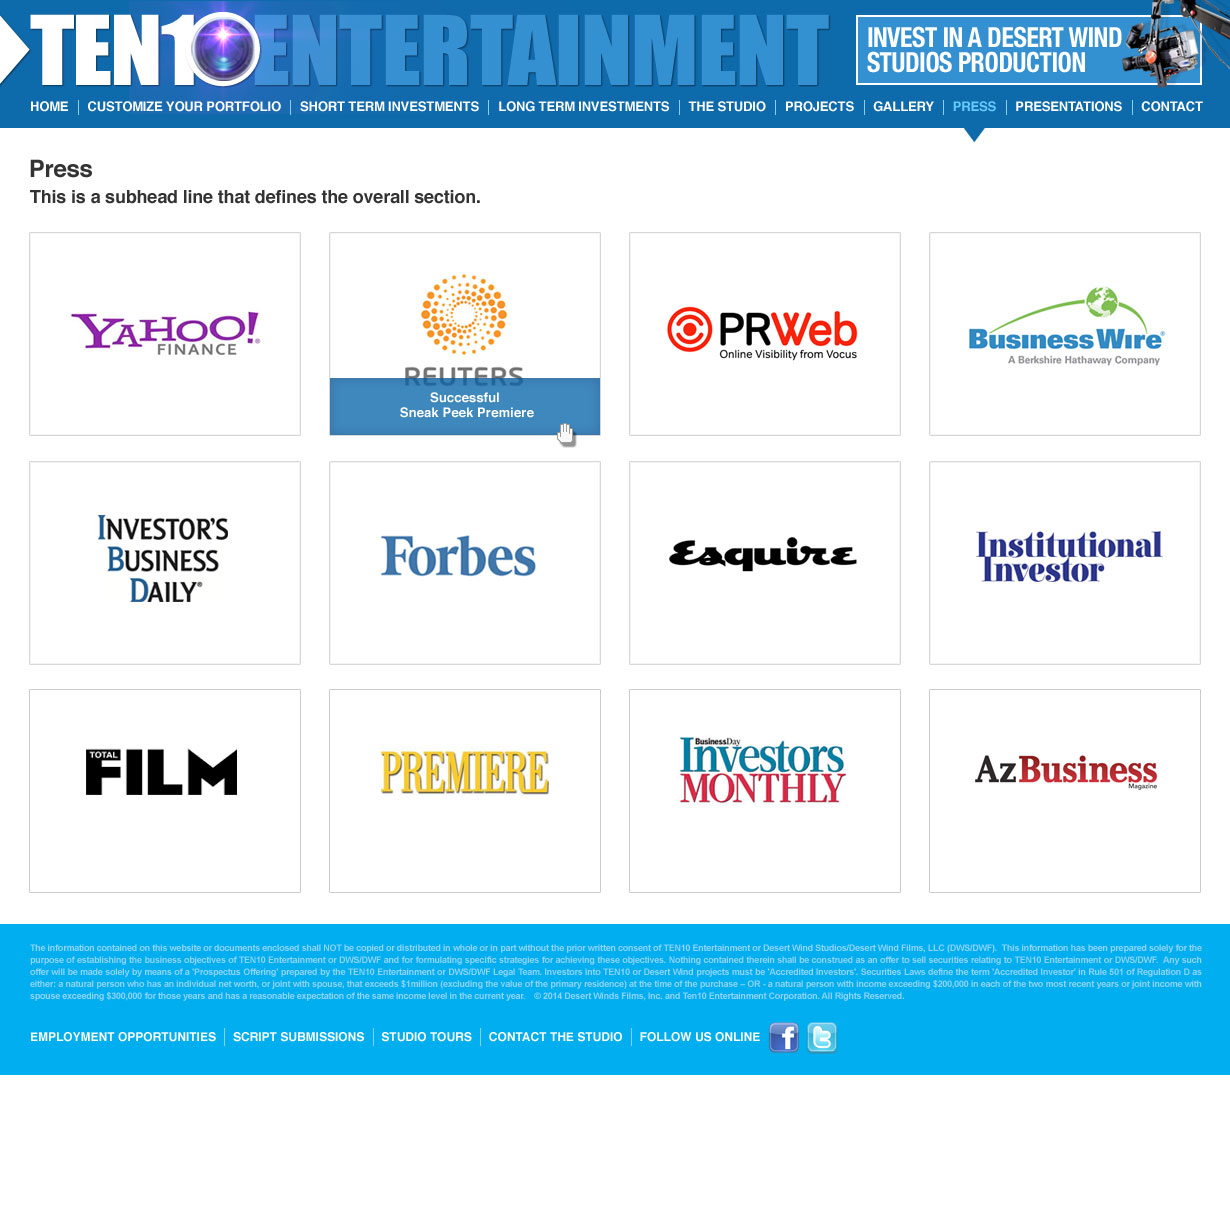 TEN10 ENTERTAINMENT
INVEST IN A DESERT WIND
STUDIOS PRODUCTION
HOME CUSTOMIZE YOUR PORTFOLIO SHORT TERM INVESTMENTS LONG TERM INVESTMENTS THE STUDIO PROJECTS GALLERY PRESS PRESENTATIONS CONTACT
Press
This is a subhead line that defines the overall section.
YAHOO!
FINANCE
REUTERS
Successful
Sneak Peek Premiere
PRWeb
Online Visibility from Vocus
Business Wire
A Berkshire Hathaway Company
INVESTOR'S
BUSINESS
DAILY®
Forbes
Esquire
Institutional
Investor
TOTAL
FILM
PREMIERE
BusinessDay
Investors
MONTHLY
AzBusiness
Magazine
The information contained on this website or documents enclosed shall NOT be copied or distributed in whole or in part without the prior written consent of TEN10 Entertainment or Desert Wind Studios/Desert Wind Films, LLC (DWS/DWF). This information has been prepared solely for the
purpose of establishing the business objectives of TEN10 Entertainment or DWS/DWF and for formulating specific strategies for achieving these objectives. Nothing contained therein shall be construed as an offer to sell securities relating to TEN10 Entertainment or DWS/DWF. Any such
offer will be made solely by means of a 'Prospectus Offering' prepared by the TEN10 Entertainment or DWS/DWF Legal Team. Investors into TEN10 or Desert Wind projects must be 'Accredited Investors'. Securities Laws define the term 'Accredited Investor' in Rule 501 of Regulation D as
either: a natural person who has an individual net worth, or joint with spouse, that exceeds $1million (excluding the value of the primary residence) at the time of the purchase – OR - a natural person with income exceeding $200,000 in each of the two most recent years or joint income with
spouse exceeding $300,000 for those years and has a reasonable expectation of the same income level in the current year. © 2014 Desert Winds Films, Inc. and Ten10 Entertainment Corporation. All Rights Reserved.
EMPLOYMENT OPPORTUNITIES SCRIPT SUBMISSIONS STUDIO TOURS CONTACT THE STUDIO FOLLOW US ONLINE f t